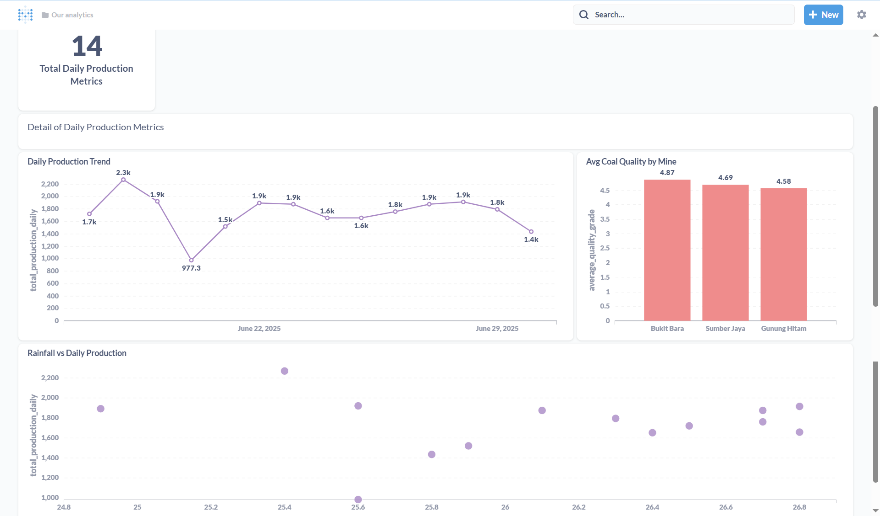 Our analytics
Search...
New
14
Total Daily Production
Metrics
Detail of Daily Production Metrics
Daily Production Trend
total_production_daily
2,200
2,000
1,800
1,600
1,400
1,200
1,000
800
600
400
200
0
1.7k
2.3k
1.9k
977.3
1.5k
1.9k
1.9k
1.6k
1.6k
1.8k
1.9k
1.9k
1.8k
1.4k
June 22, 2025
June 29, 2025
Avg Coal Quality by Mine
average_quality_grade
4.5
4
3.5
3
2.5
2
1.5
1
0.5
0
4.87
4.69
4.58
Bukit Bara
Sumber Jaya
Gunung Hitam
Rainfall vs Daily Production
total_production_daily
2,200
2,000
1,800
1,600
1,400
1,200
1,000
24.8
25
25.2
25.4
25.6
25.8
26
26.2
26.4
26.6
26.8